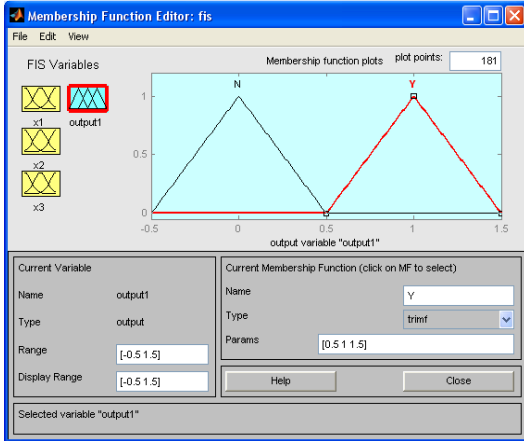 Membership Function Editor: fis
File Edit View
FIS Variables
Membership function plots plot points: 181
x1 output1
x2
x3
N Y
1
0.5
0
-0.5 0 0.5 1 1.5
output variable "output1"
Current Variable
Name output1
Type output
Range [-0.5 1.5]
Display Range [-0.5 1.5]
Current Membership Function (click on MF to select)
Name Y
Type trimf
Params [0.5 1 1.5]
Help Close
Selected variable "output1"